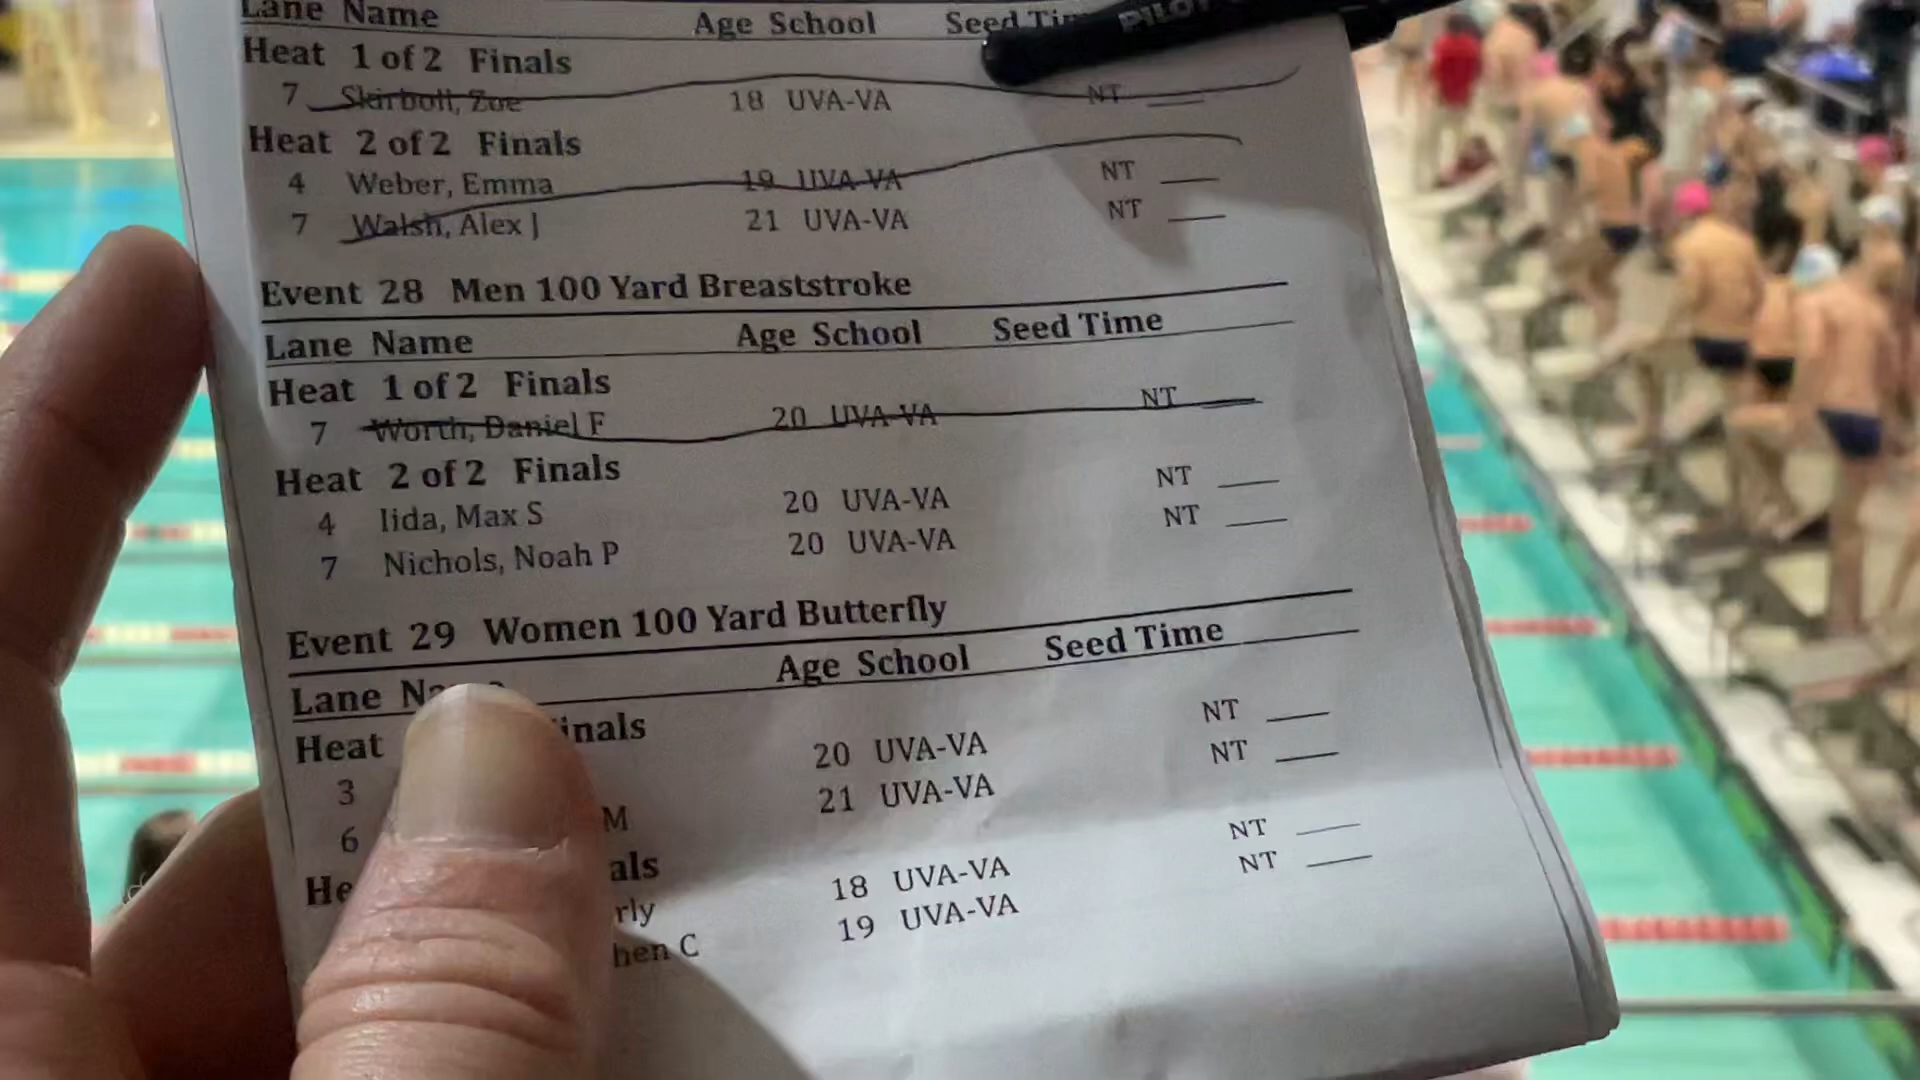 Lane Name Age School Seed Tim
PILOT
Heat 1 of 2 Finals
7 Skirboll, Zoe 18 UVA-VA NT
Heat 2 of 2 Finals
4 Weber, Emma 19 UVA-VA NT
7 Walsh, Alex J 21 UVA-VA NT
Event 28 Men 100 Yard Breaststroke
Lane Name Age School Seed Time
Heat 1 of 2 Finals
7 Worth, Daniel F 20 UVA-VA NT
Heat 2 of 2 Finals
4 Iida, Max S 20 UVA-VA NT
7 Nichols, Noah P 20 UVA-VA NT
Event 29 Women 100 Yard Butterfly
Lane Name Age School Seed Time
Heat inals
3 20 UVA-VA NT
6 M 21 UVA-VA NT
He als
rly 18 UVA-VA NT
hen C 19 UVA-VA NT